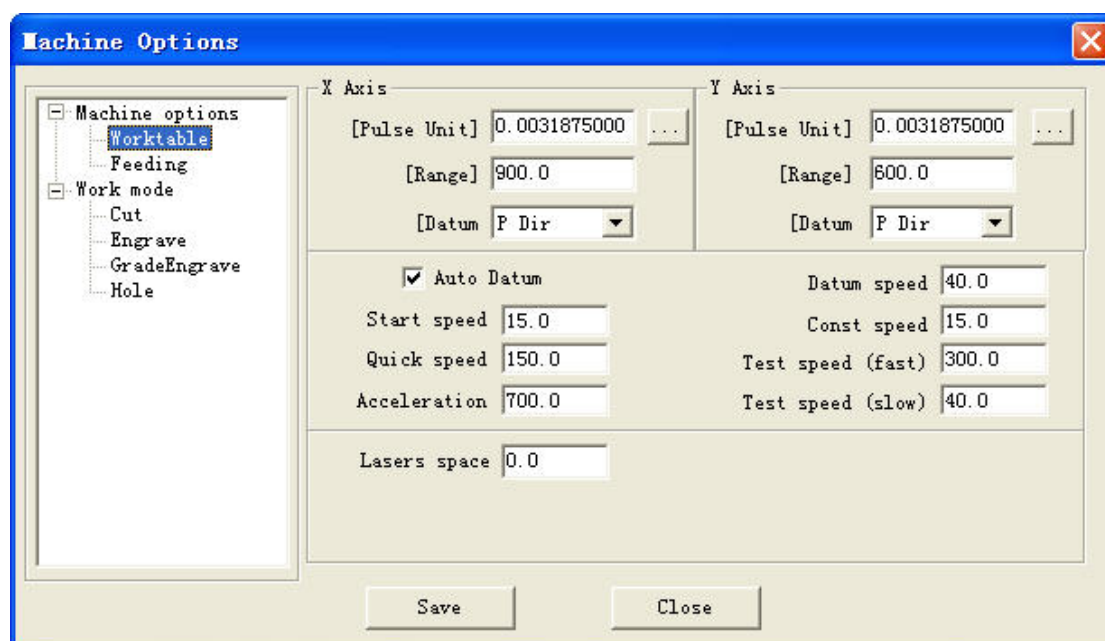 Machine Options
Machine options
Worktable
Feeding
Work mode
Cut
Engrave
GradeEngrave
Hole
X Axis
[Pulse Unit] 0.0031875000 ...
[Range] 900.0
[Datum P Dir
Y Axis
[Pulse Unit] 0.0031875000 ...
[Range] 600.0
[Datum P Dir
Auto Datum
Start speed 15.0
Quick speed 150.0
Acceleration 700.0
Datum speed 40.0
Const speed 15.0
Test speed (fast) 300.0
Test speed (slow) 40.0
Lasers space 0.0
Save
Close